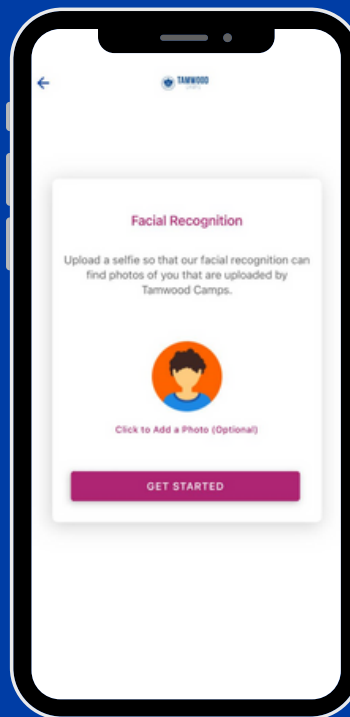 TAMWOOD
CAMPS
Facial Recognition
Upload a selfie so that our facial recognition can
find photos of you that are uploaded by
Tamwood Camps.
Click to Add a Photo (Optional)
GET STARTED